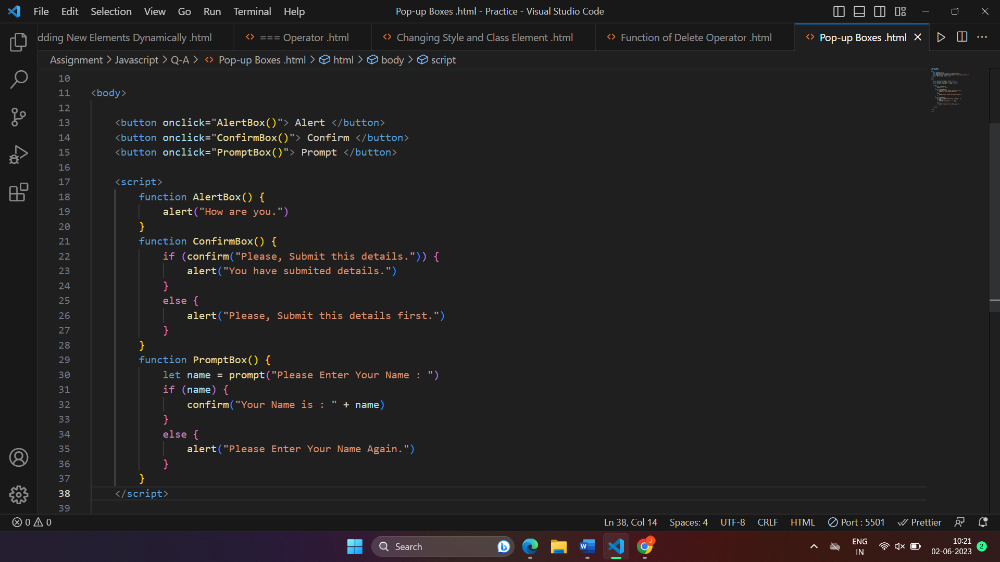 File Edit Selection View Go Run Terminal Help
Pop-up Boxes .html - Practice - Visual Studio Code
dding New Elements Dynamically .html
=== Operator .html
Changing Style and Class Element .html
Function of Delete Operator .html
Pop-up Boxes .html
Assignment > Javascript > Q-A > Pop-up Boxes .html > html > body > script
10
11 <body>
12
13 <button onclick="AlertBox()"> Alert </button>
14 <button onclick="ConfirmBox()"> Confirm </button>
15 <button onclick="PromptBox()"> Prompt </button>
16
17 <script>
18 function AlertBox() {
19 alert("How are you.")
20 }
21 function ConfirmBox() {
22 if (confirm("Please, Submit this details.")) {
23 alert("You have submited details.")
24 }
25 else {
26 alert("Please, Submit this details first.")
27 }
28 }
29 function PromptBox() {
30 let name = prompt("Please Enter Your Name : ")
31 if (name) {
32 confirm("Your Name is : " + name)
33 }
34 else {
35 alert("Please Enter Your Name Again.")
36 }
37 }
38 </script>
39
0 0
Ln 38, Col 14 Spaces: 4 UTF-8 CRLF HTML Port : 5501 Prettier
Search
W
J
ENG
IN
10:21
02-06-2023
2